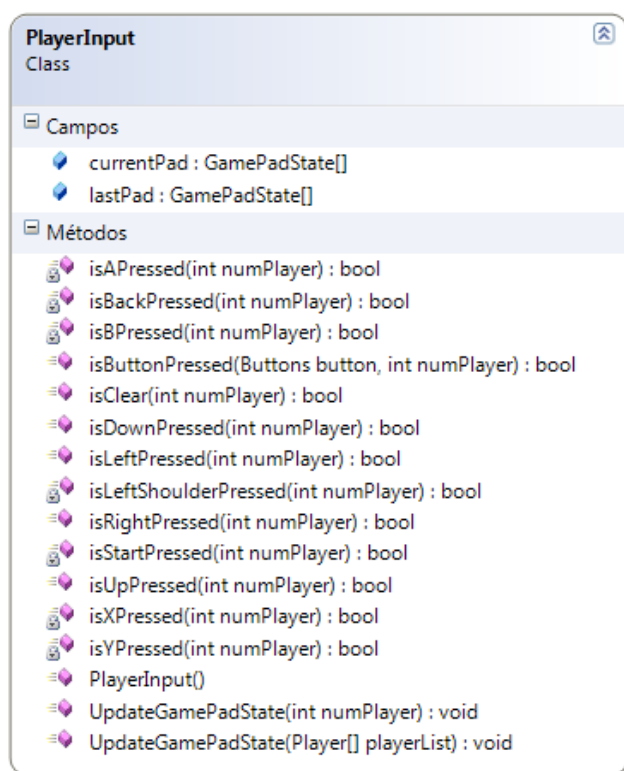 PlayerInput
Class
Campos
currentPad : GamePadState[]
lastPad : GamePadState[]
Métodos
isAPressed(int numPlayer) : bool
isBackPressed(int numPlayer) : bool
isBPressed(int numPlayer) : bool
isButtonPressed(Buttons button, int numPlayer) : bool
isClear(int numPlayer) : bool
isDownPressed(int numPlayer) : bool
isLeftPressed(int numPlayer) : bool
isLeftShoulderPressed(int numPlayer) : bool
isRightPressed(int numPlayer) : bool
isStartPressed(int numPlayer) : bool
isUpPressed(int numPlayer) : bool
isXPressed(int numPlayer) : bool
isYPressed(int numPlayer) : bool
PlayerInput()
UpdateGamePadState(int numPlayer) : void
UpdateGamePadState(Player[] playerList) : void